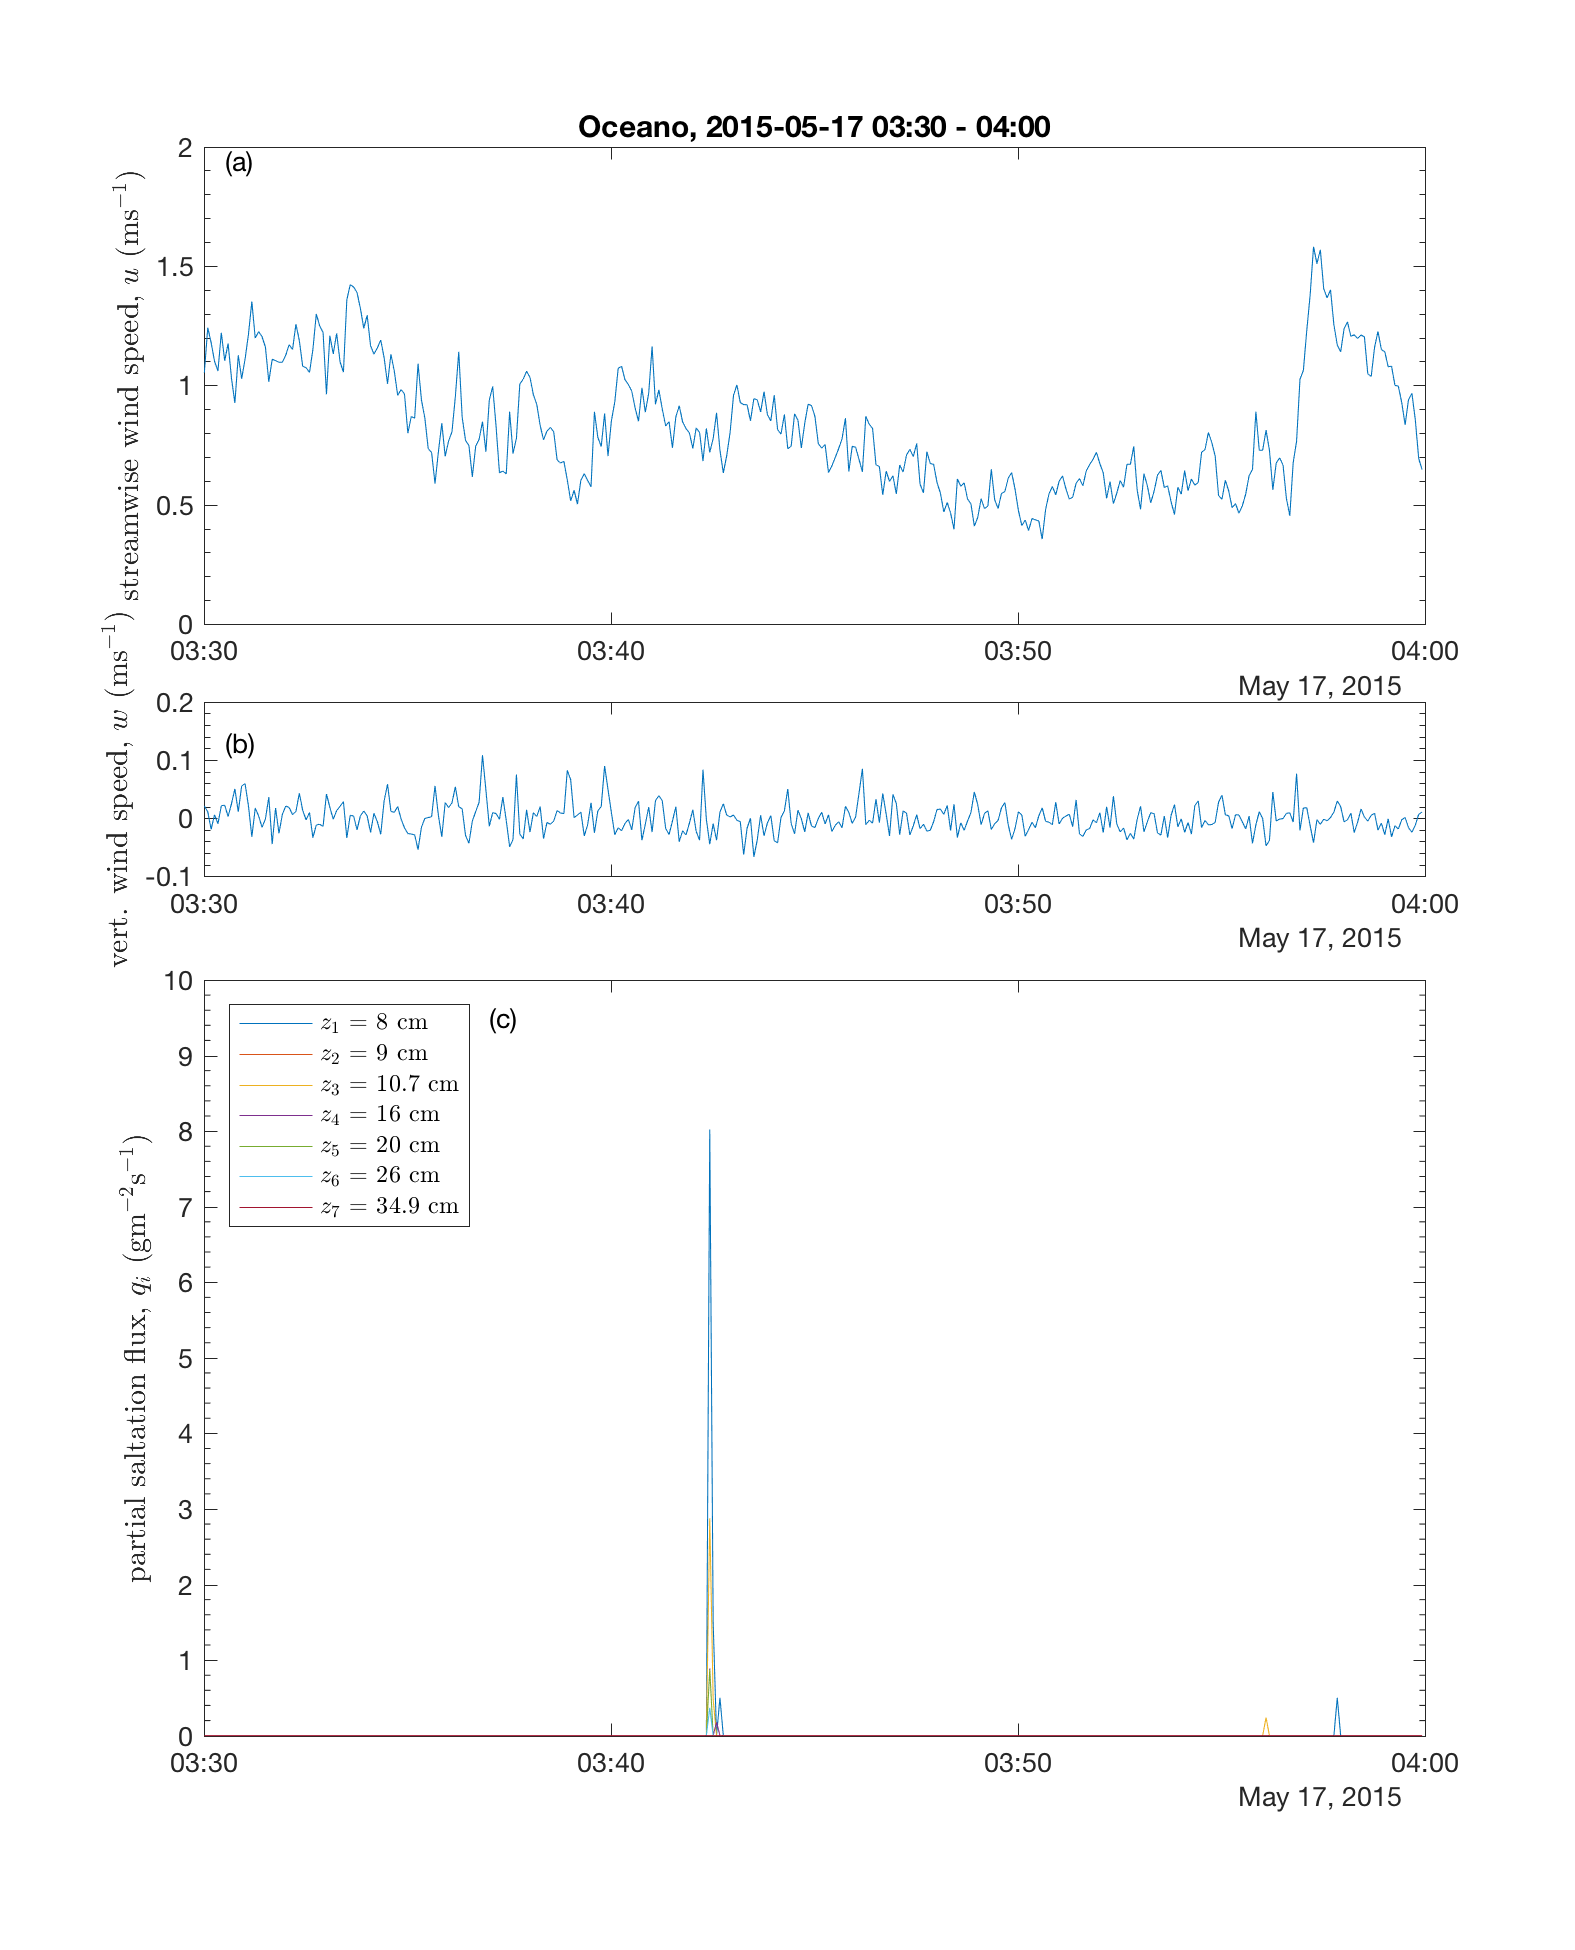 Oceano, 2015-05-17 03:30 - 04:00
(a)
streamwise wind speed, u (ms⁻¹)
2
1.5
1
0.5
0
03:30 03:40 03:50 04:00
May 17, 2015
(b)
vert. wind speed, w (ms⁻¹)
0.2
0.1
0
-0.1
03:30 03:40 03:50 04:00
May 17, 2015
(c)
partial saltation flux, qᵢ (gm⁻²s⁻¹)
10
9
8
7
6
5
4
3
2
1
0
z₁ = 8 cm
z₂ = 9 cm
z₃ = 10.7 cm
z₄ = 16 cm
z₅ = 20 cm
z₆ = 26 cm
z₇ = 34.9 cm
03:30 03:40 03:50 04:00
May 17, 2015